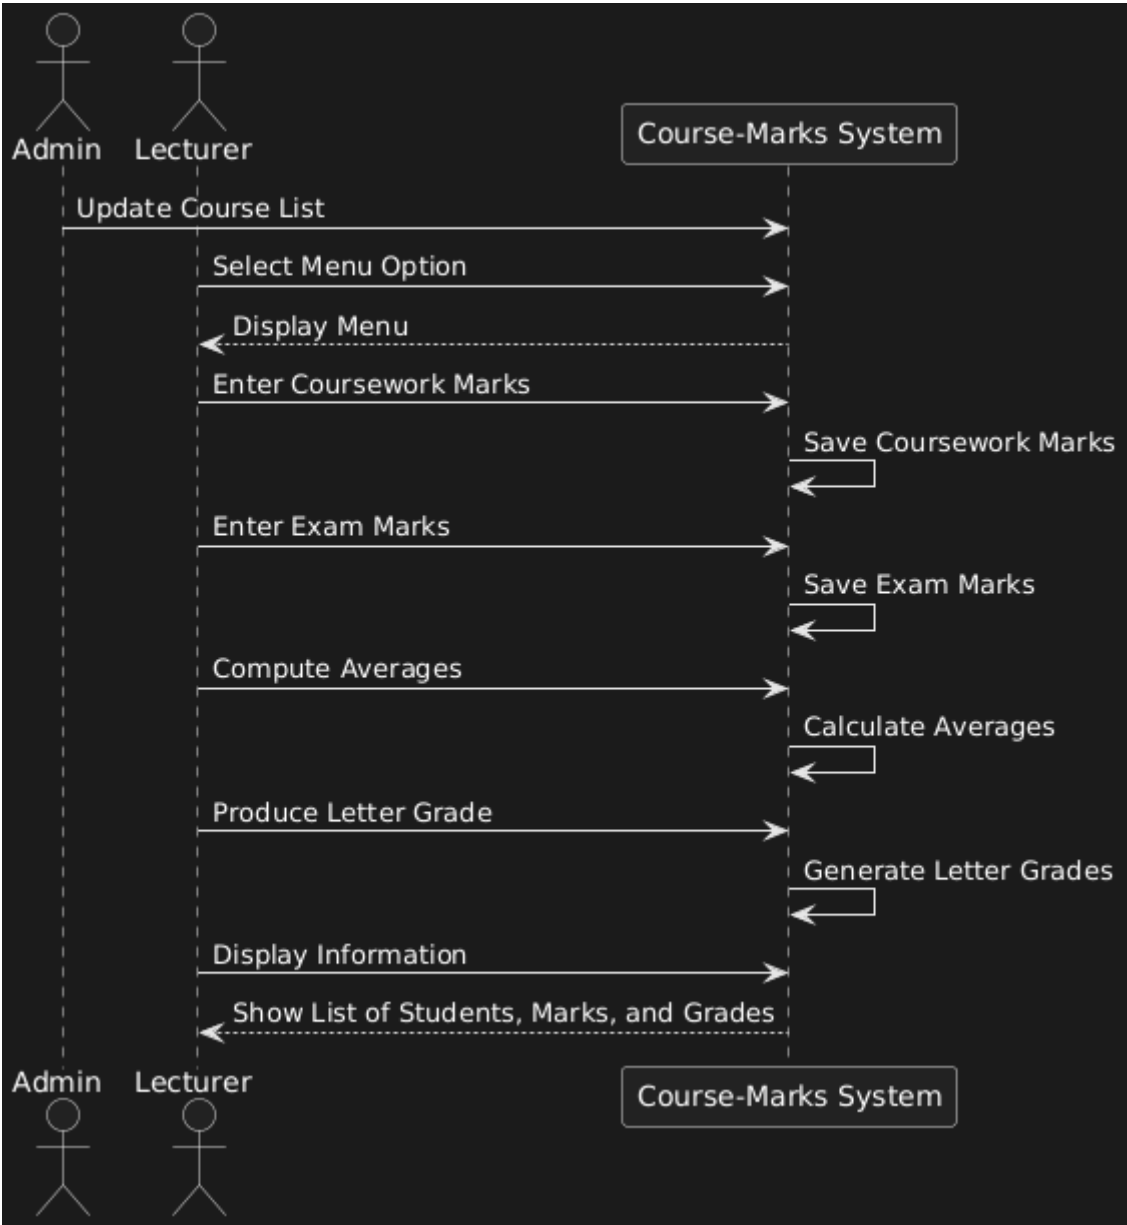 Admin
Lecturer
Course-Marks System
Update Course List
Select Menu Option
Display Menu
Enter Coursework Marks
Save Coursework Marks
Enter Exam Marks
Save Exam Marks
Compute Averages
Calculate Averages
Produce Letter Grade
Generate Letter Grades
Display Information
Show List of Students, Marks, and Grades
Admin
Lecturer
Course-Marks System